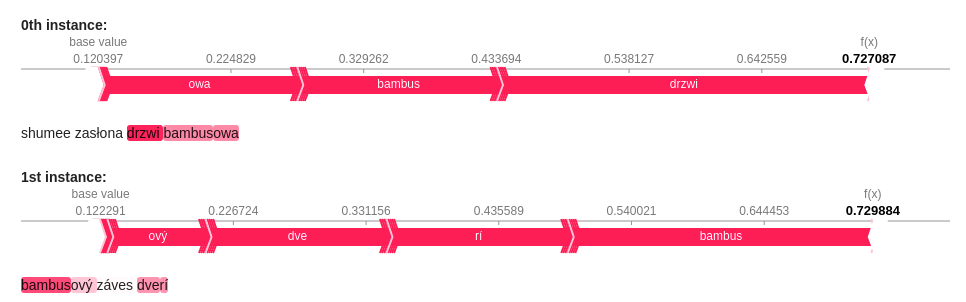 0th instance:
base value f(x)
0.120397 0.224829 0.329262 0.433694 0.538127 0.642559 0.727087
owa bambus drzwi
shumee zasłona drzwi bambusowa
1st instance:
base value f(x)
0.122291 0.226724 0.331156 0.435589 0.540021 0.644453 0.729884
ový dve rí bambus
bambusový záves dverí